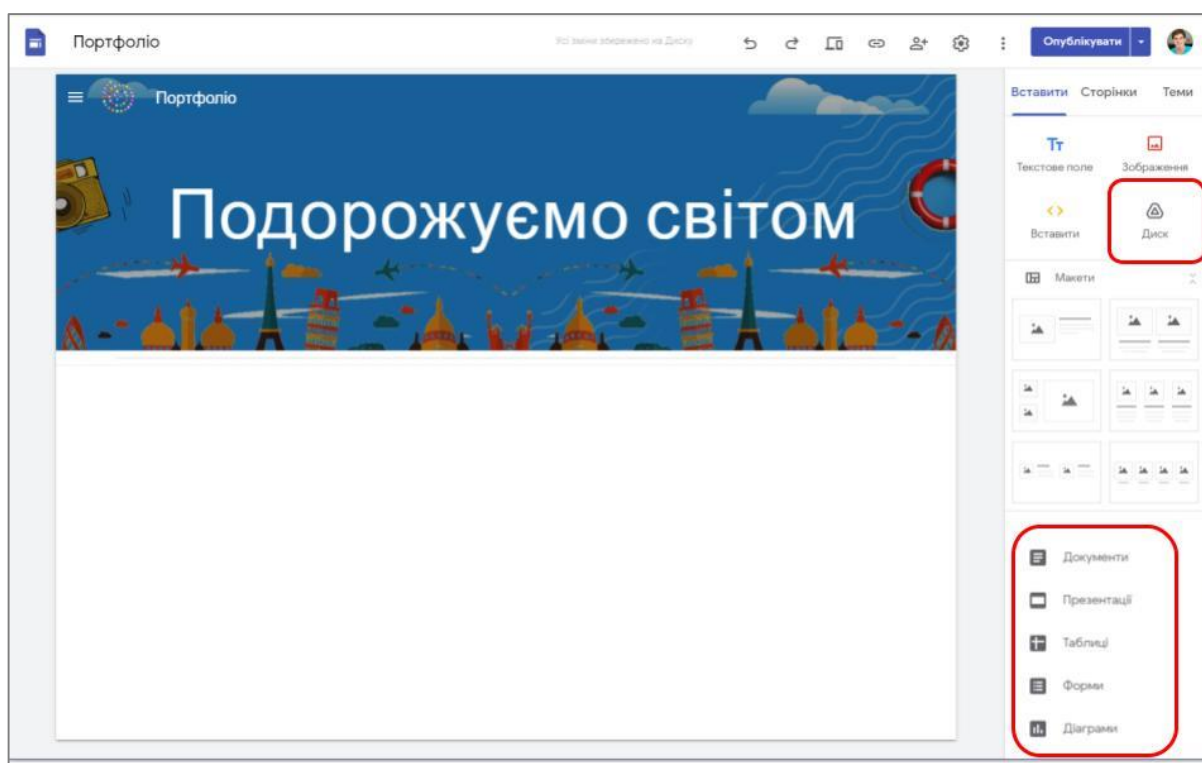 Портфоліо
Усі зміни збережено на Диску
Опублікувати
Портфоліо
Подорожуємо світом
Вставити Сторінки Теми
Текстове поле Зображення
Вставити Диск
Макети
Документи
Презентації
Таблиці
Форми
Діаграми